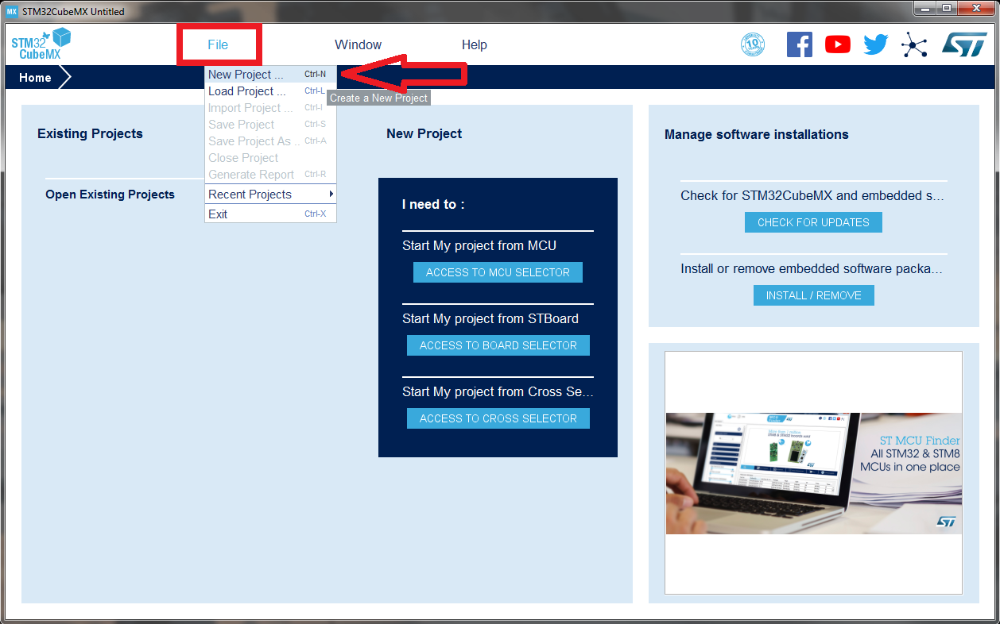 MX STM32CubeMX Untitled
STM32
CubeMX
File
Window
Help
10
ST
Home
New Project ... Ctrl-N
Load Project ... Ctrl-L
Import Project ... Ctrl-I
Save Project Ctrl-S
Save Project As .. Ctrl-A
Close Project
Generate Report Ctrl-R
Recent Projects
Exit Ctrl-X
Create a New Project
Existing Projects
Open Existing Projects
New Project
I need to :
Start My project from MCU
ACCESS TO MCU SELECTOR
Start My project from STBoard
ACCESS TO BOARD SELECTOR
Start My project from Cross Se...
ACCESS TO CROSS SELECTOR
Manage software installations
Check for STM32CubeMX and embedded s...
CHECK FOR UPDATES
Install or remove embedded software packa...
INSTALL / REMOVE
ST MCU Finder
All STM32 & STM8
MCUs in one place
ST